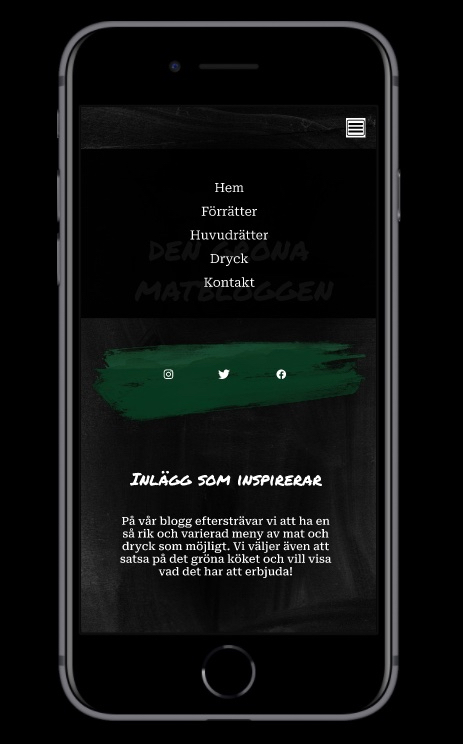 Hem
Förrätter
Huvudrätter
DEN GRÖNA
Dryck
Kontakt
MATBLOGGEN
Inlägg som inspirerar
På vår blogg eftersträvar vi att ha en
så rik och varierad meny av mat och
dryck som möjligt. Vi väljer även att
satsa på det gröna köket och vill visa
vad det har att erbjuda!